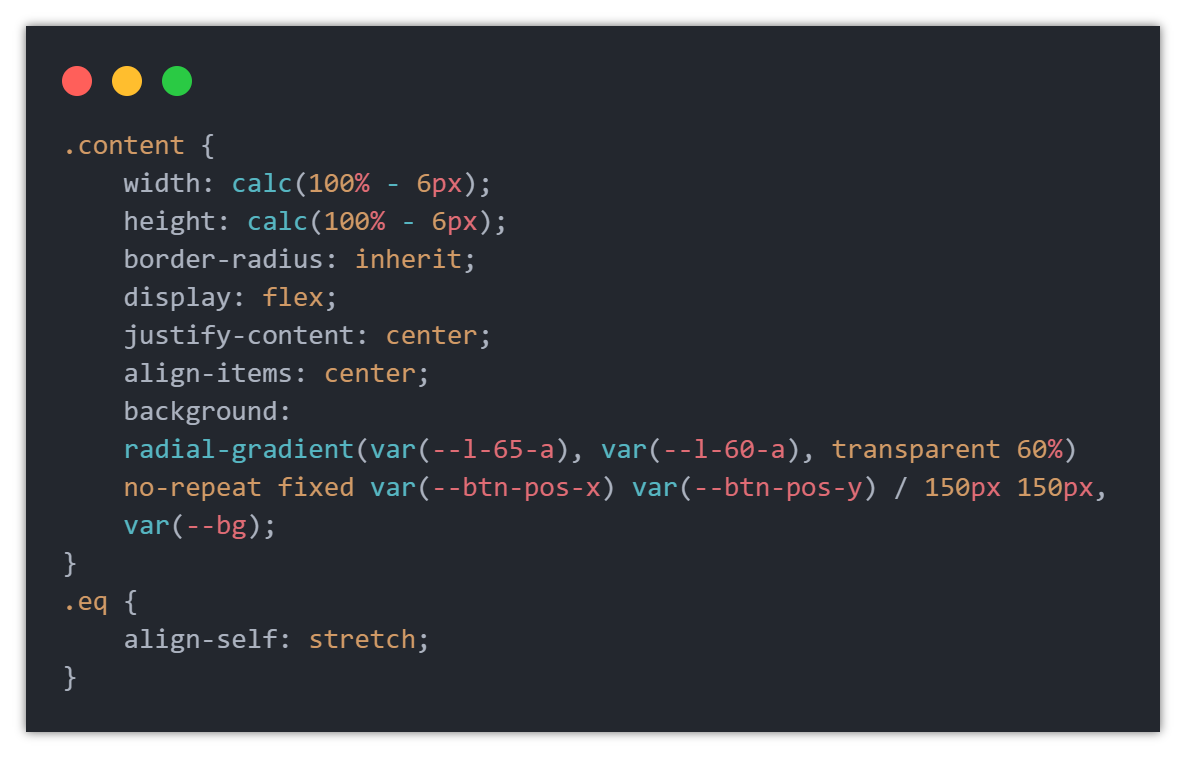 .content {
    width: calc(100% - 6px);
    height: calc(100% - 6px);
    border-radius: inherit;
    display: flex;
    justify-content: center;
    align-items: center;
    background:
    radial-gradient(var(--l-65-a), var(--l-60-a), transparent 60%)
    no-repeat fixed var(--btn-pos-x) var(--btn-pos-y) / 150px 150px,
    var(--bg);
}
.eq {
    align-self: stretch;
}